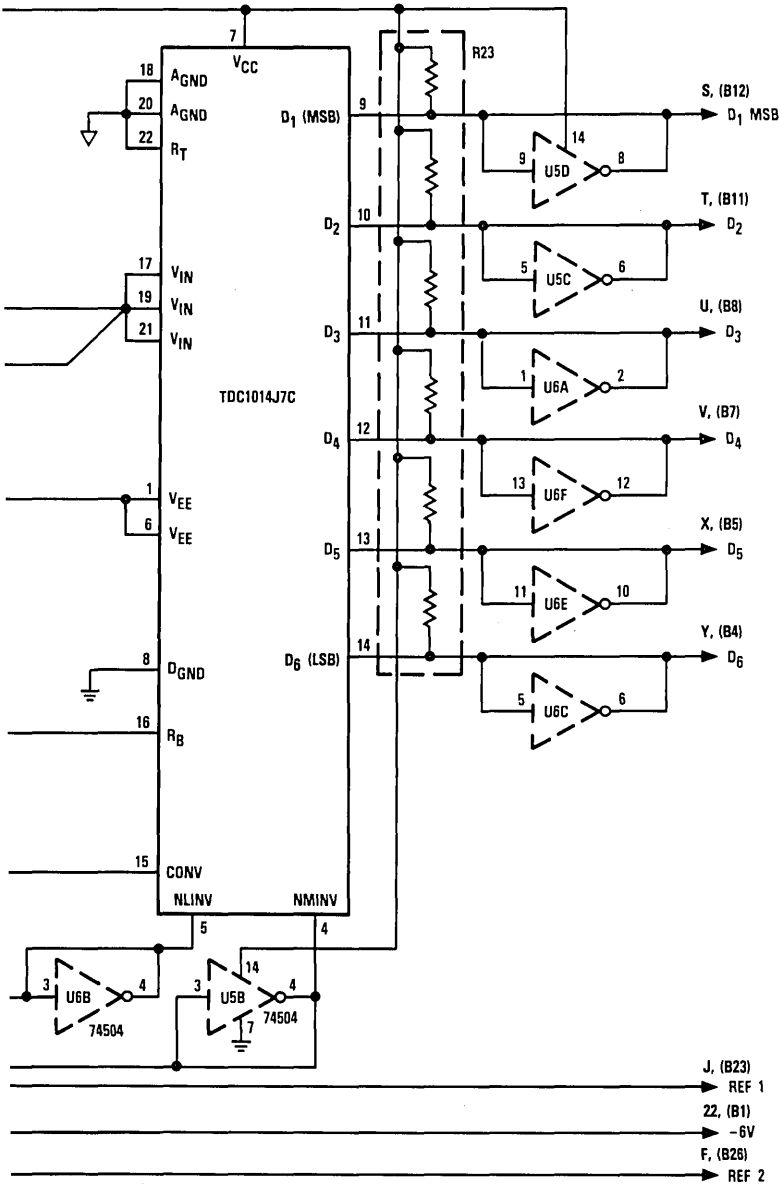 7
VCC
R23
18 AGND
20 AGND
22 RT
D1 (MSB) 9
S, (B12)
D1 MSB
14
9 U5D 8
T, (B11)
D2 10
D2
5 U5C 6
17 VIN
19 VIN
21 VIN
U, (B8)
D3 11
D3
1 U6A 2
TDC1014J7C
V, (B7)
D4 12
D4
13 U6F 12
1 VEE
6 VEE
X, (B5)
D5 13
D5
11 U6E 10
Y, (B4)
D6 (LSB) 14
D6
5 U6C 6
8 DGND
16 RB
15 CONV
NLINV NMINV
5 4
3 U6B 4
74504
14
3 U5B 4
7 74504
J, (B23)
REF 1
22, (B1)
-6V
F, (B26)
REF 2